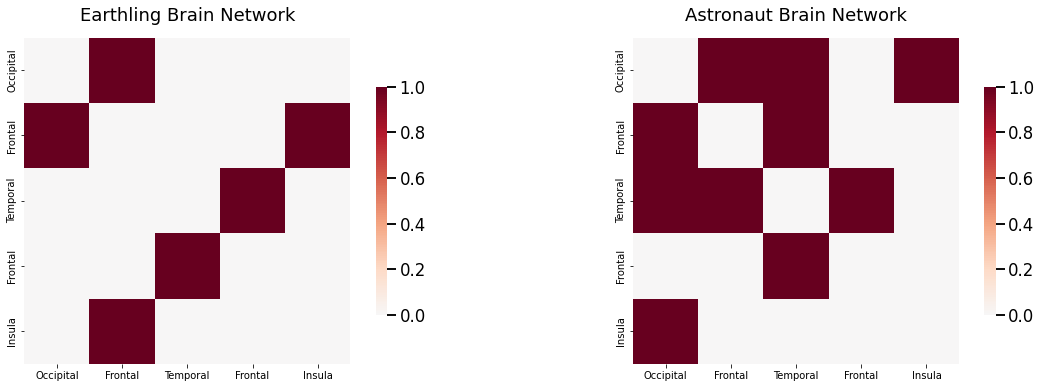 Earthling Brain Network
Occipital
Frontal
Temporal
Frontal
Insula
Occipital Frontal Temporal Frontal Insula
1.0
0.8
0.6
0.4
0.2
0.0
Astronaut Brain Network
Occipital
Frontal
Temporal
Frontal
Insula
Occipital Frontal Temporal Frontal Insula
1.0
0.8
0.6
0.4
0.2
0.0